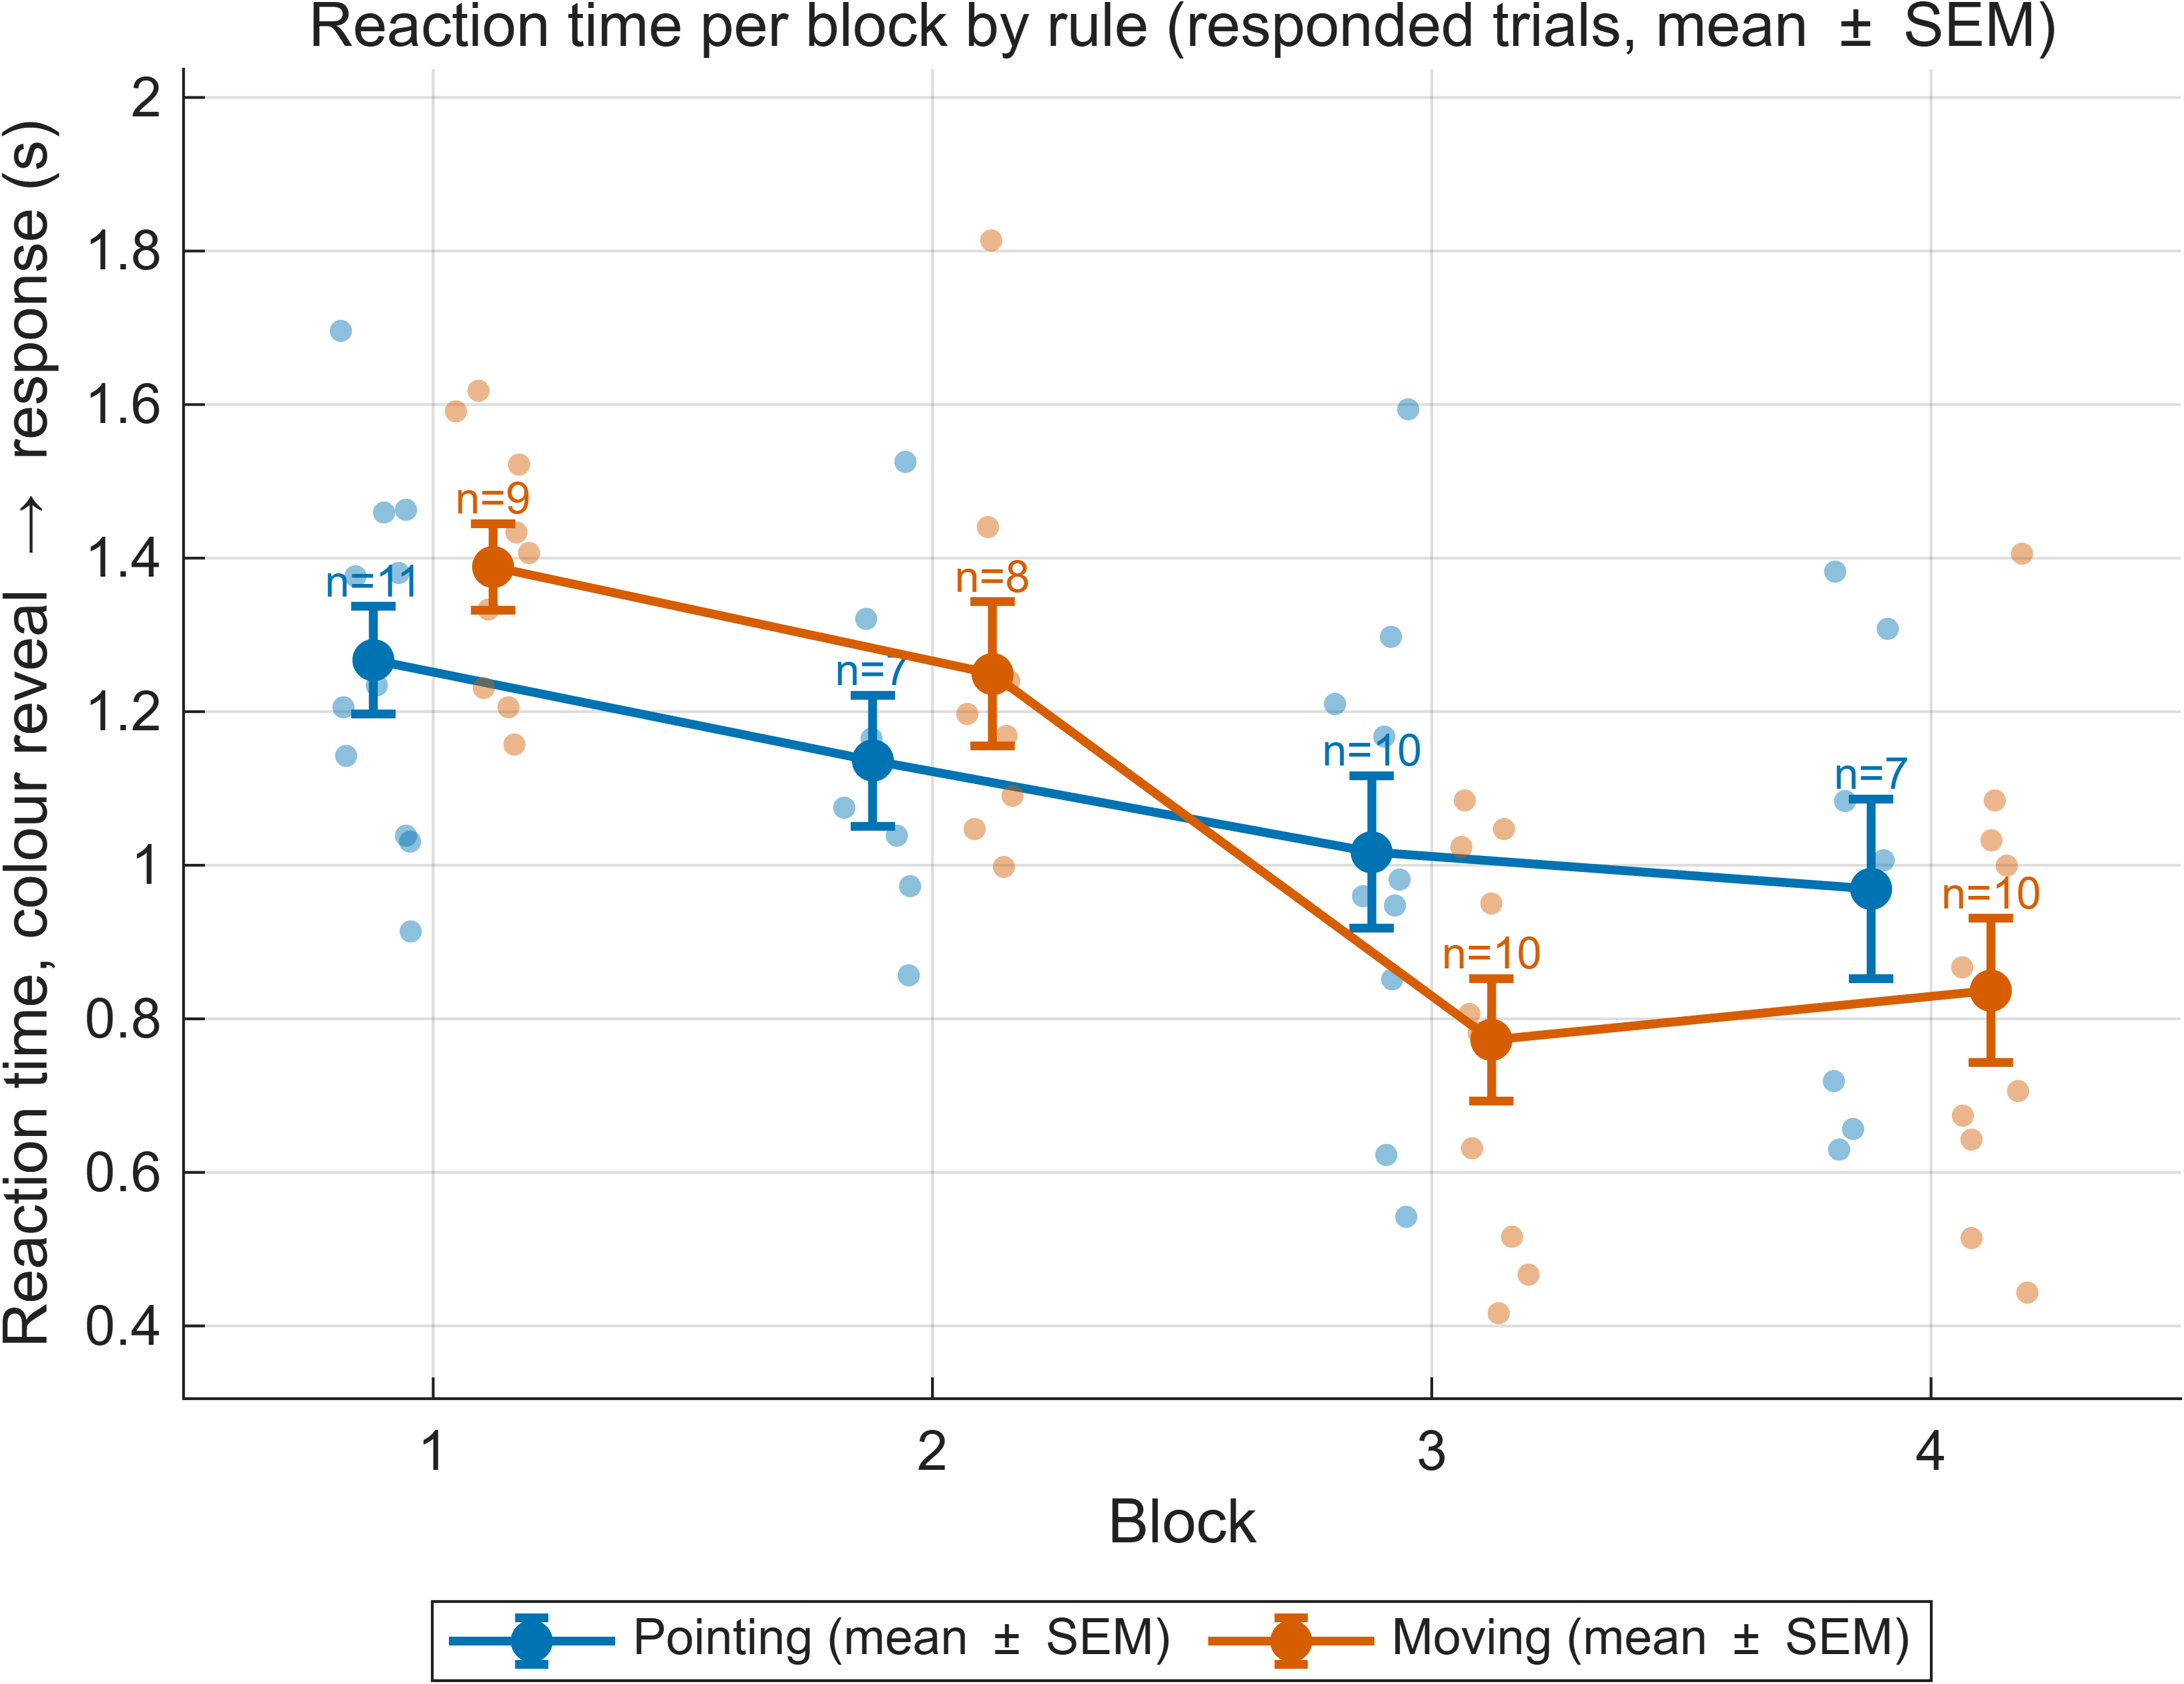 Reaction time per block by rule (responded trials, mean ± SEM)
Reaction time, colour reveal → response (s)
2
1.8
1.6
1.4
1.2
1
0.8
0.6
0.4
n=11
n=9
n=7
n=8
n=10
n=10
n=7
n=10
1 2 3 4
Block
Pointing (mean ± SEM) Moving (mean ± SEM)